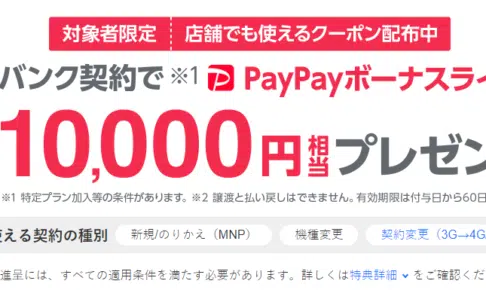 対象者限定 店舗でも使えるクーポン配布中
バンク契約で ※1 PayPayボーナスライ
10,000円相当プレゼン
※1 特定プラン加入等の条件があります。※2 譲渡と払い戻しはできません。有効期限は付与日から60日
使える契約の種別 新規/のりかえ（MNP） 機種変更 契約変更（3G→4G
進呈には、すべての適用条件を満たす必要があります。詳しくは特典詳細 をご確認くだ